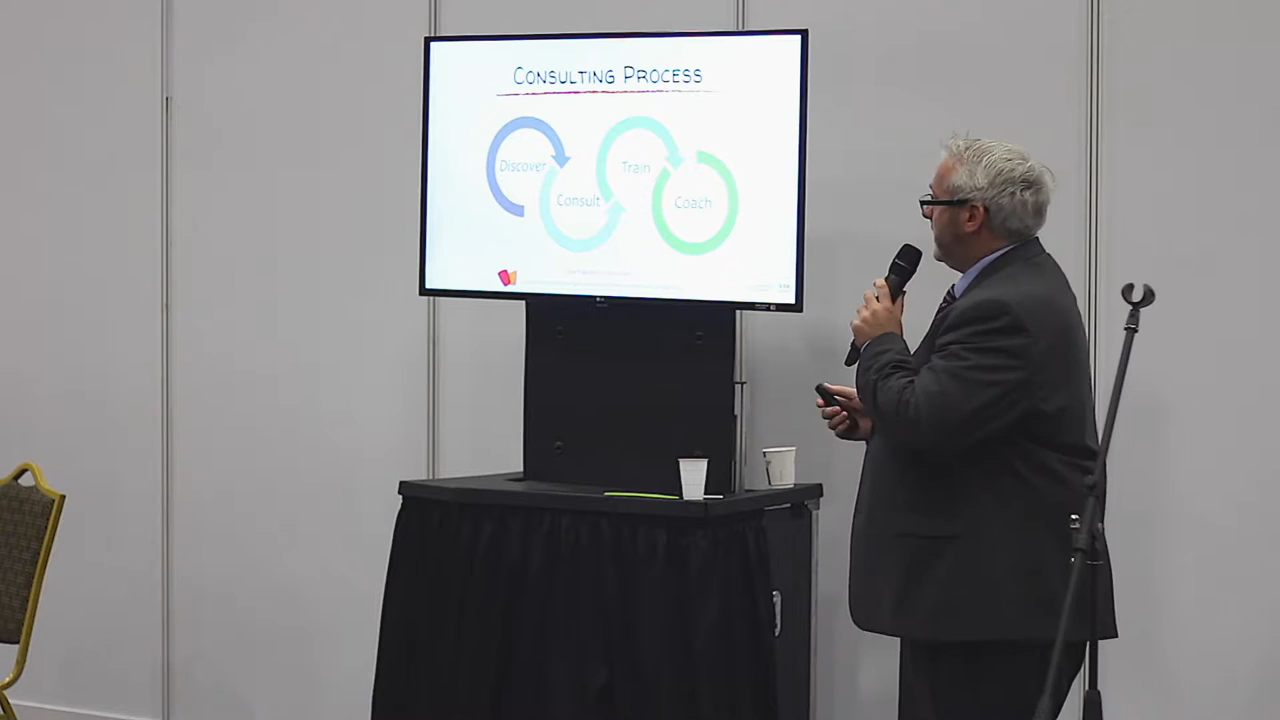 Consulting Process
Discover
Train
Consult
Coach